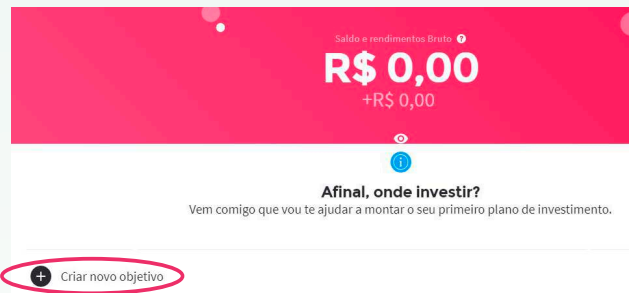 Saldo e rendimentos Bruto ?
R$ 0,00
+R$ 0,00
Afinal, onde investir?
Vem comigo que vou te ajudar a montar o seu primeiro plano de investimento.
Criar novo objetivo